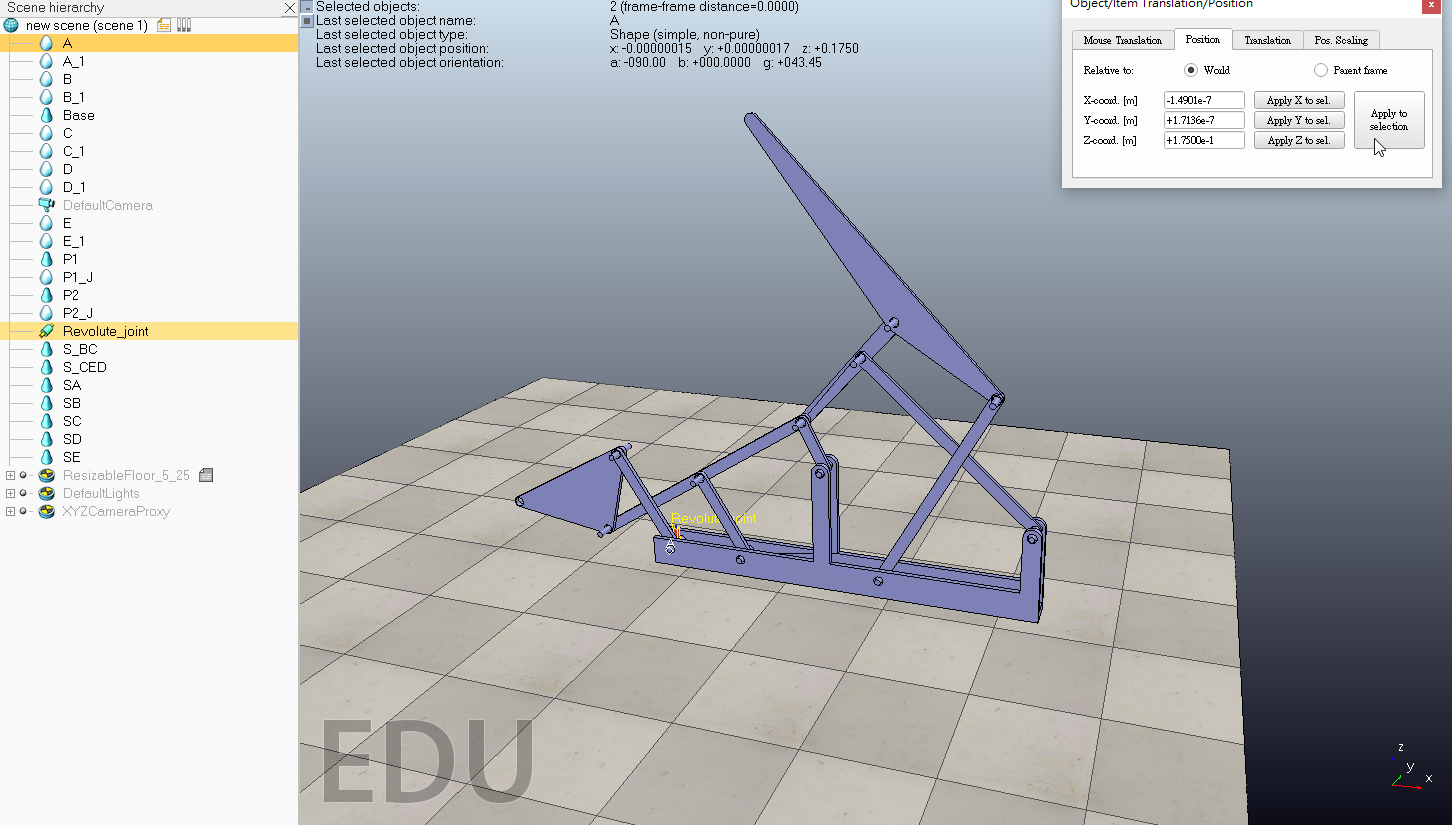 Scene hierarchy
new scene (scene 1)
A
A_1
B
B_1
Base
C
C_1
D
D_1
DefaultCamera
E
E_1
P1
P1_J
P2
P2_J
Revolute_joint
S_BC
S_CED
SA
SB
SC
SD
SE
ResizableFloor_5_25
DefaultLights
XYZCameraProxy
Selected objects: 2 (frame-frame distance=0.0000)
Last selected object name: A
Last selected object type: Shape (simple, non-pure)
Last selected object position: x: -0.00000015 y: +0.00000017 z: +0.1750
Last selected object orientation: a: -090.00 b: +000.0000 g: +043.45
Object/Item Translation/Position
x
Mouse Translation Position Translation Pos. Scaling
Relative to: World Parent frame
X-coord. [m] -1.4901e-7 Apply X to sel.
Y-coord. [m] +1.7136e-7 Apply Y to sel.
Z-coord. [m] +1.7500e-1 Apply Z to sel.
Apply to
selection
Revolute_joint
A
EDU
z
y
x